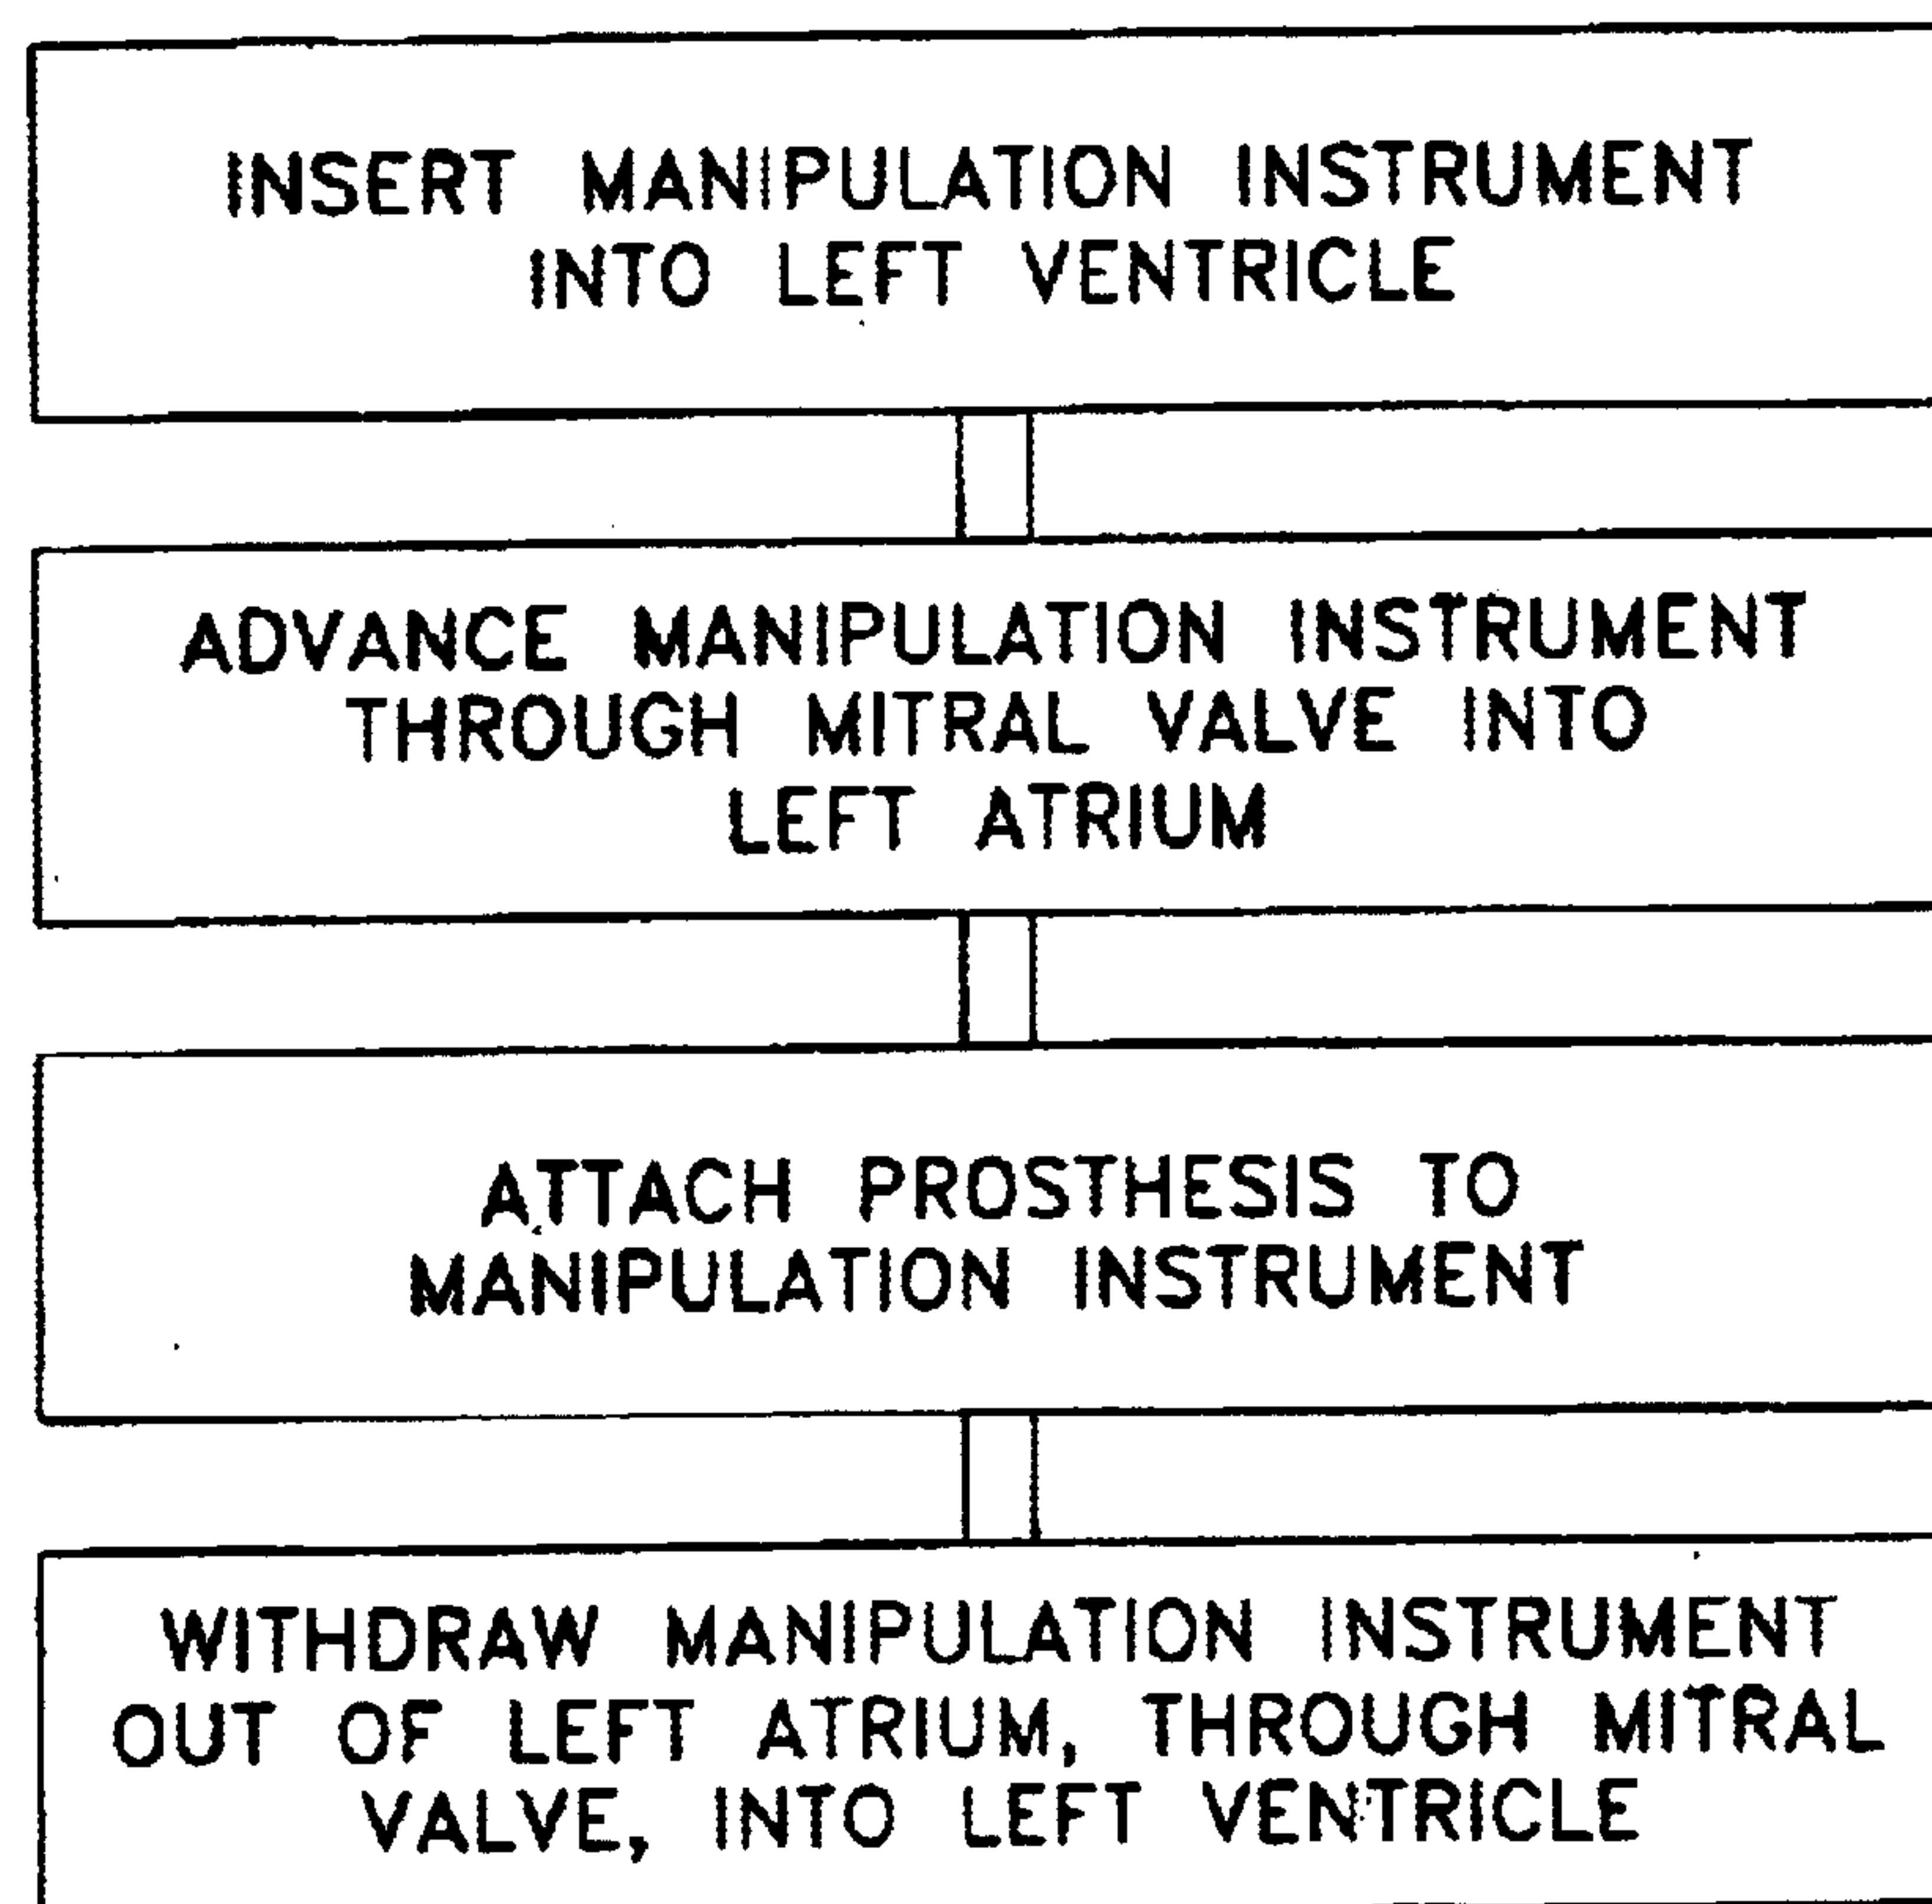 INSERT MANIPULATION INSTRUMENT
INTO LEFT VENTRICLE
ADVANCE MANIPULATION INSTRUMENT
THROUGH MITRAL VALVE INTO
LEFT ATRIUM
ATTACH PROSTHESIS TO
MANIPULATION INSTRUMENT
WITHDRAW MANIPULATION INSTRUMENT
OUT OF LEFT ATRIUM, THROUGH MITRAL
VALVE, INTO LEFT VENTRICLE